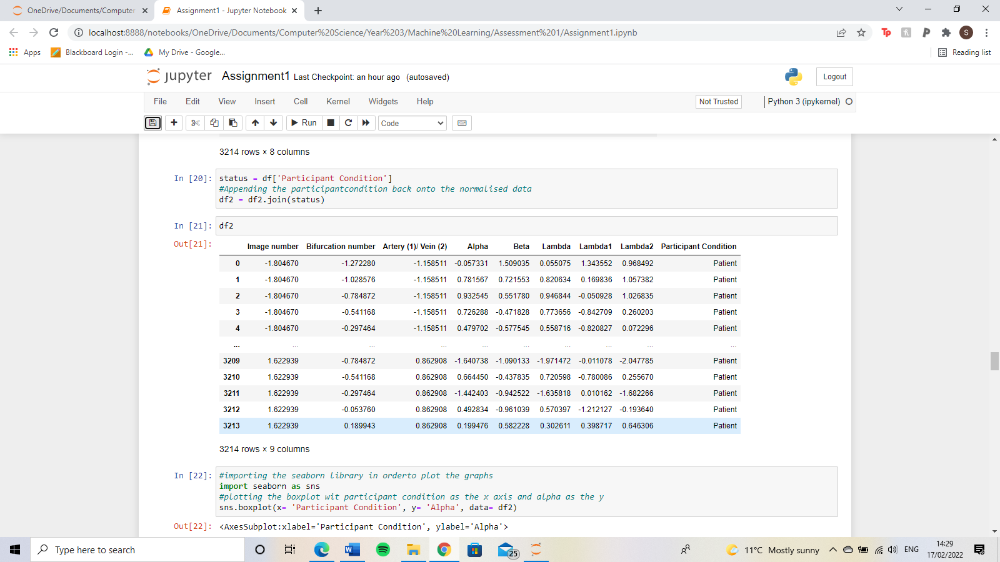 OneDrive/Documents/Computer
Assignment1 - Jupyter Notebook
localhost:8888/notebooks/OneDrive/Documents/Computer%20Science/Year%203/Machine%20Learning/Assessment%201/Assignment1.ipynb
Tp
P
S
Apps
Blackboard Login -...
My Drive - Google...
Reading list
jupyter Assignment1 Last Checkpoint: an hour ago (autosaved)
Logout
File Edit View Insert Cell Kernel Widgets Help
Not Trusted
Python 3 (ipykernel)
Run
Code
3214 rows × 8 columns
In [20]: status = df['Participant Condition']
#Appending the participantcondition back onto the normalised data
df2 = df2.join(status)
In [21]: df2
Out[21]:
Image number Bifurcation number Artery (1)/ Vein (2) Alpha Beta Lambda Lambda1 Lambda2 Participant Condition
0 -1.804670 -1.272280 -1.158511 -0.057331 1.509035 0.055075 1.343552 0.968492 Patient
1 -1.804670 -1.028576 -1.158511 0.781567 0.721553 0.820634 0.169836 1.057382 Patient
2 -1.804670 -0.784872 -1.158511 0.932545 0.551780 0.946844 -0.050928 1.026835 Patient
3 -1.804670 -0.541168 -1.158511 0.726288 -0.471828 0.773656 -0.842709 0.260203 Patient
4 -1.804670 -0.297464 -1.158511 0.479702 -0.577545 0.558716 -0.820827 0.072296 Patient
... ... ... ... ... ... ... ... ... ...
3209 1.622939 -0.784872 0.862908 -1.640738 -1.090133 -1.971472 -0.011078 -2.047785 Patient
3210 1.622939 -0.541168 0.862908 0.664450 -0.437835 0.720598 -0.780086 0.255670 Patient
3211 1.622939 -0.297464 0.862908 -1.442403 -0.942522 -1.635818 0.010162 -1.682266 Patient
3212 1.622939 -0.053760 0.862908 0.492834 -0.961039 0.570397 -1.212127 -0.193640 Patient
3213 1.622939 0.189943 0.862908 0.199476 0.582228 0.302611 0.398717 0.646306 Patient
3214 rows × 9 columns
In [22]: #importing the seaborn library in orderto plot the graphs
import seaborn as sns
#plotting the boxplot wit participant condition as the x axis and alpha as the y
sns.boxplot(x= 'Participant Condition', y= 'Alpha', data= df2)
Out[22]: <AxesSubplot:xlabel='Participant Condition', ylabel='Alpha'>
Type here to search
W
25
11°C Mostly sunny
ENG
14:29
17/02/2022